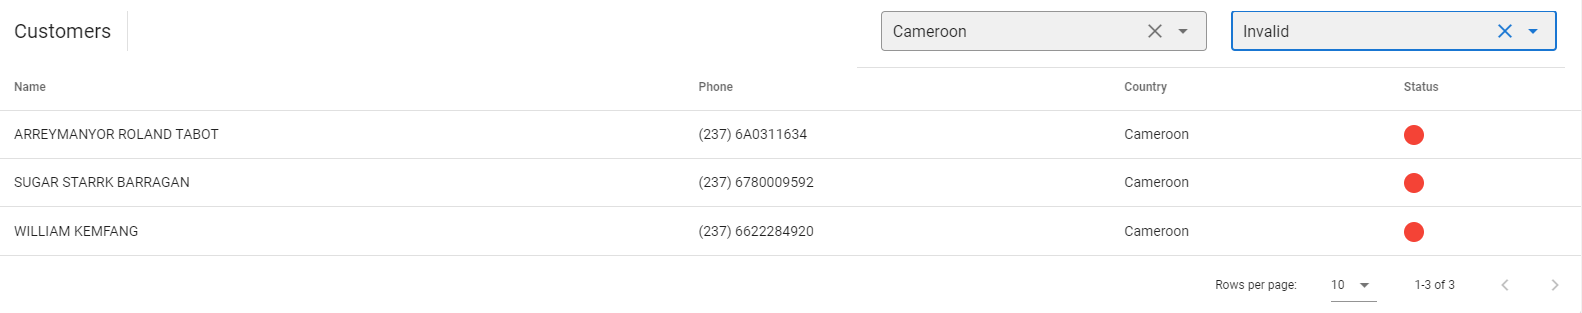 Customers Cameroon Invalid
Name Phone Country Status
ARREYMANYOR ROLAND TABOT (237) 6A0311634 Cameroon
SUGAR STARRK BARRAGAN (237) 6780009592 Cameroon
WILLIAM KEMFANG (237) 6622284920 Cameroon
Rows per page: 10 1-3 of 3